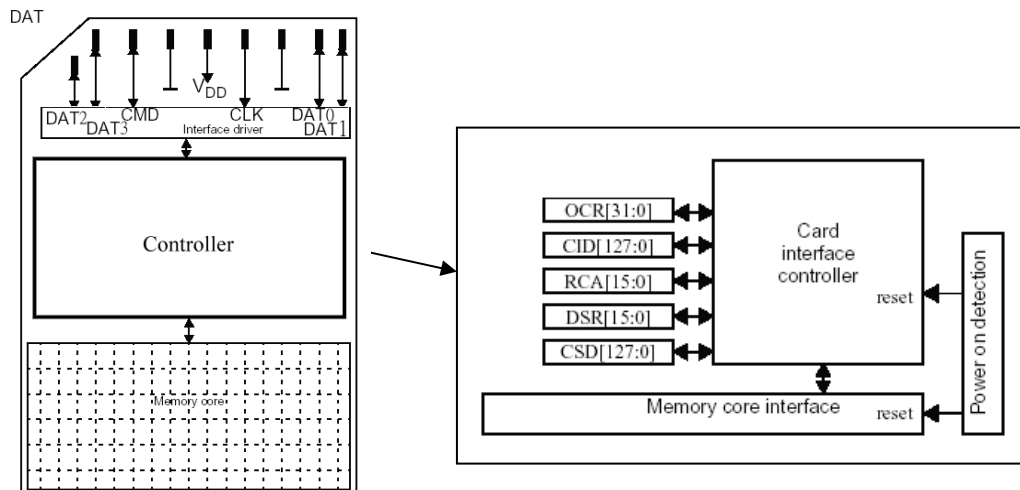 DAT
V
DD
DAT2
DAT3
CMD
CLK
DAT0
DAT1
Interface driver
Controller
Memory core
OCR[31:0]
CID[127:0]
RCA[15:0]
DSR[15:0]
CSD[127:0]
Card
interface
controller
reset
Memory core interface
reset
Power on detection